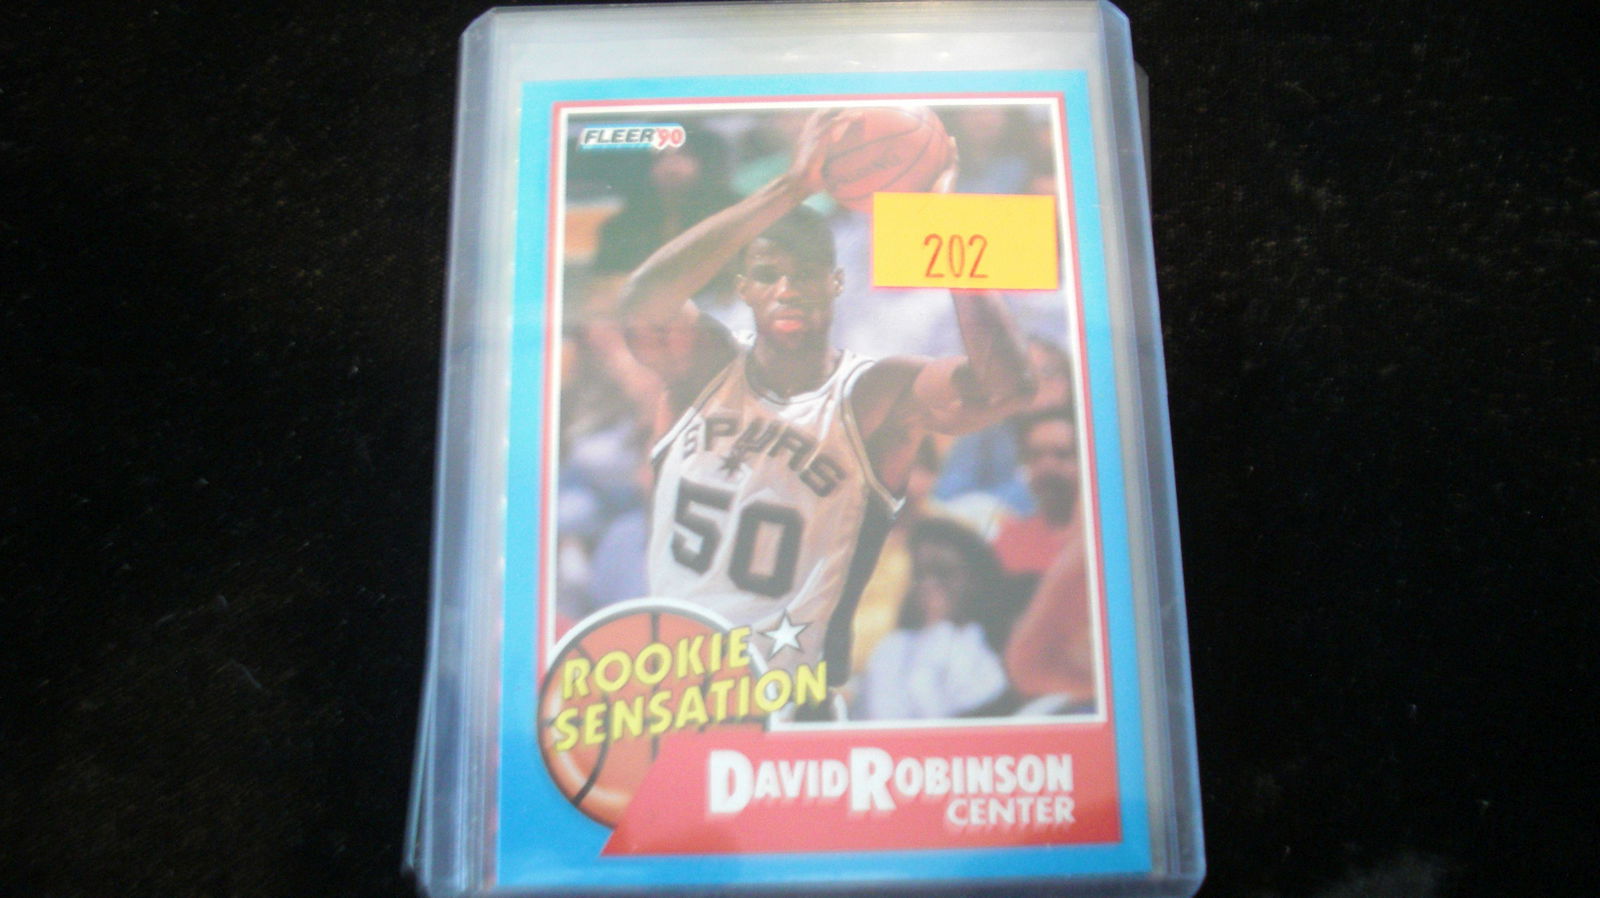 FLEER'90
202
SPURS
50
ROOKIE
SENSATION
DAVID ROBINSON
CENTER